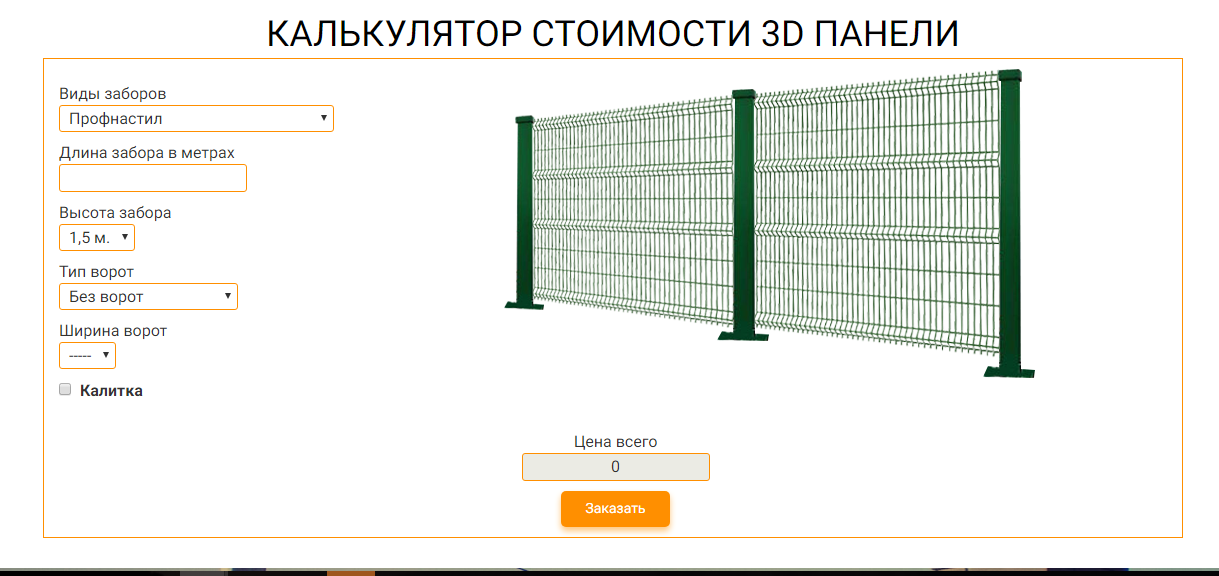 КАЛЬКУЛЯТОР СТОИМОСТИ 3D ПАНЕЛИ
Виды заборов
Профнастил
Длина забора в метрах
Высота забора
1,5 м.
Тип ворот
Без ворот
Ширина ворот
-----
Калитка
Цена всего
0
Заказать